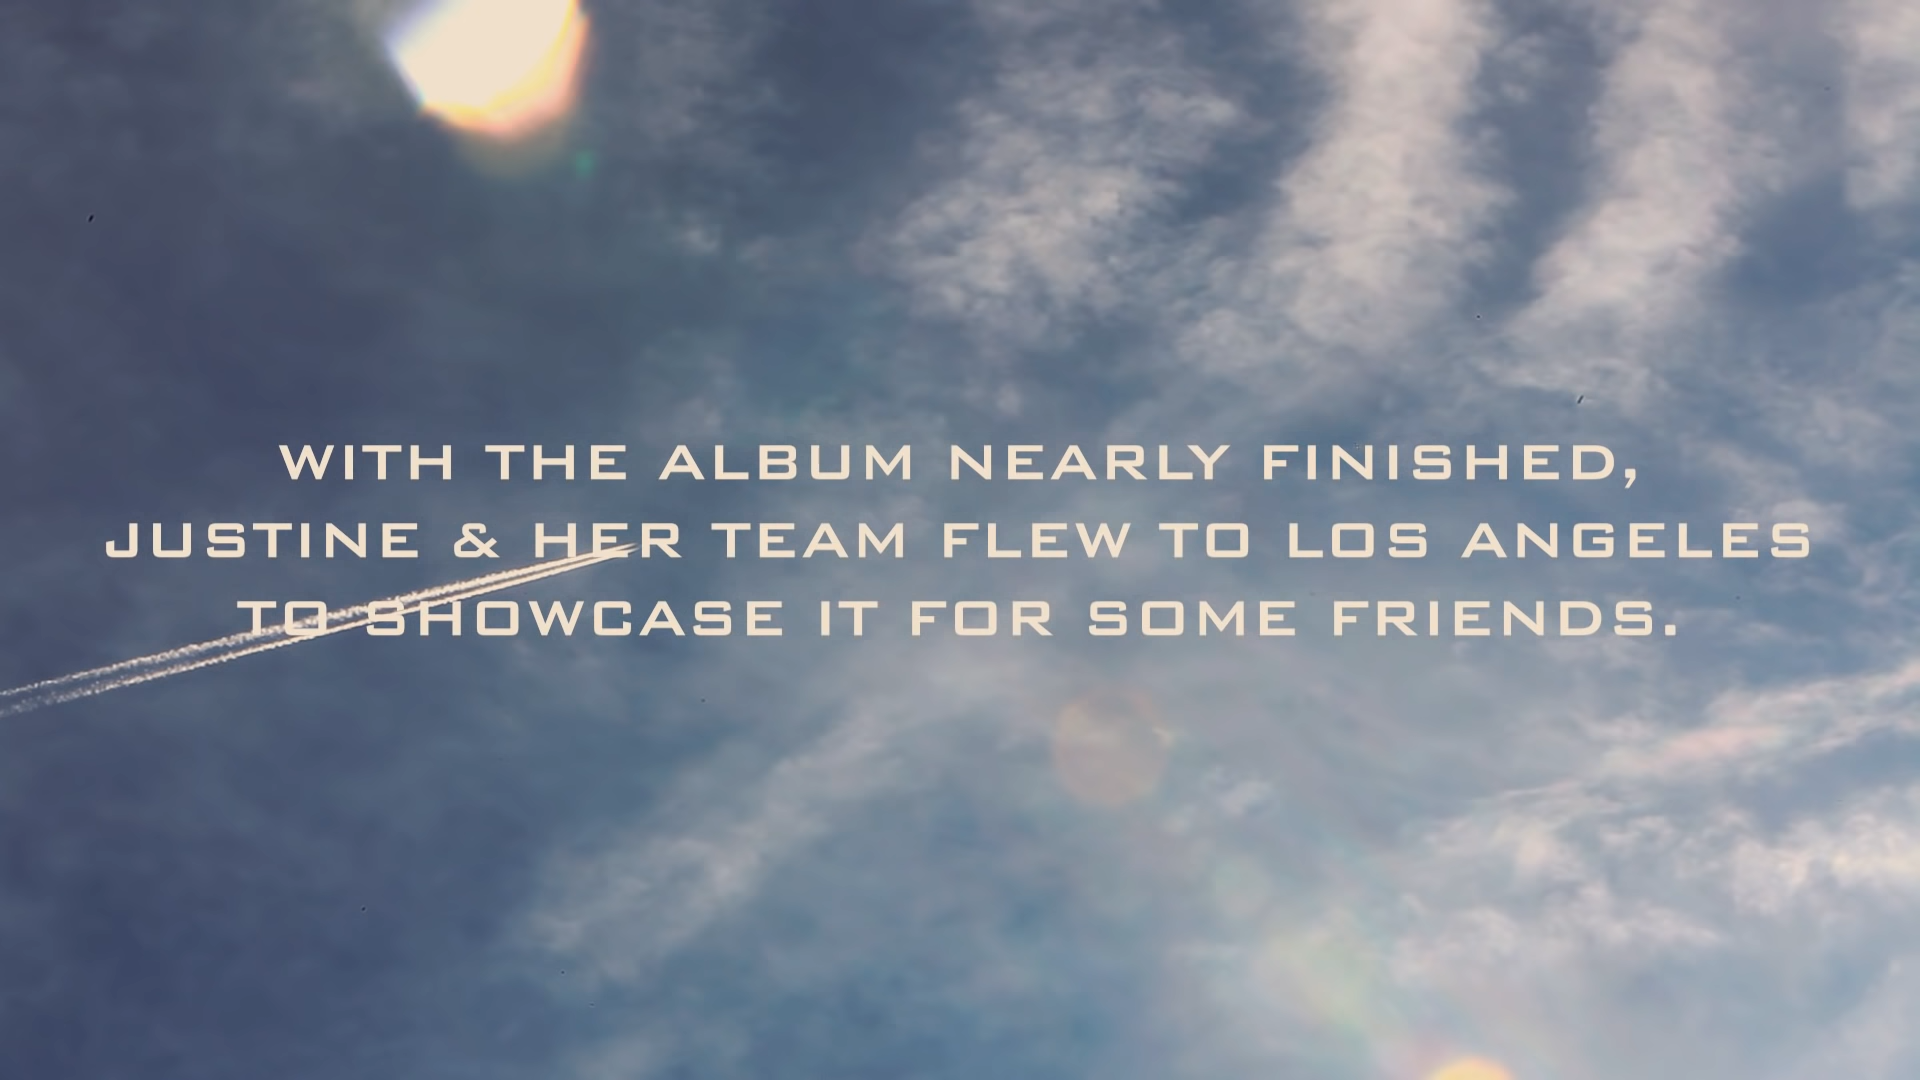 WITH THE ALBUM NEARLY FINISHED,
JUSTINE & HER TEAM FLEW TO LOS ANGELES
TO SHOWCASE IT FOR SOME FRIENDS.